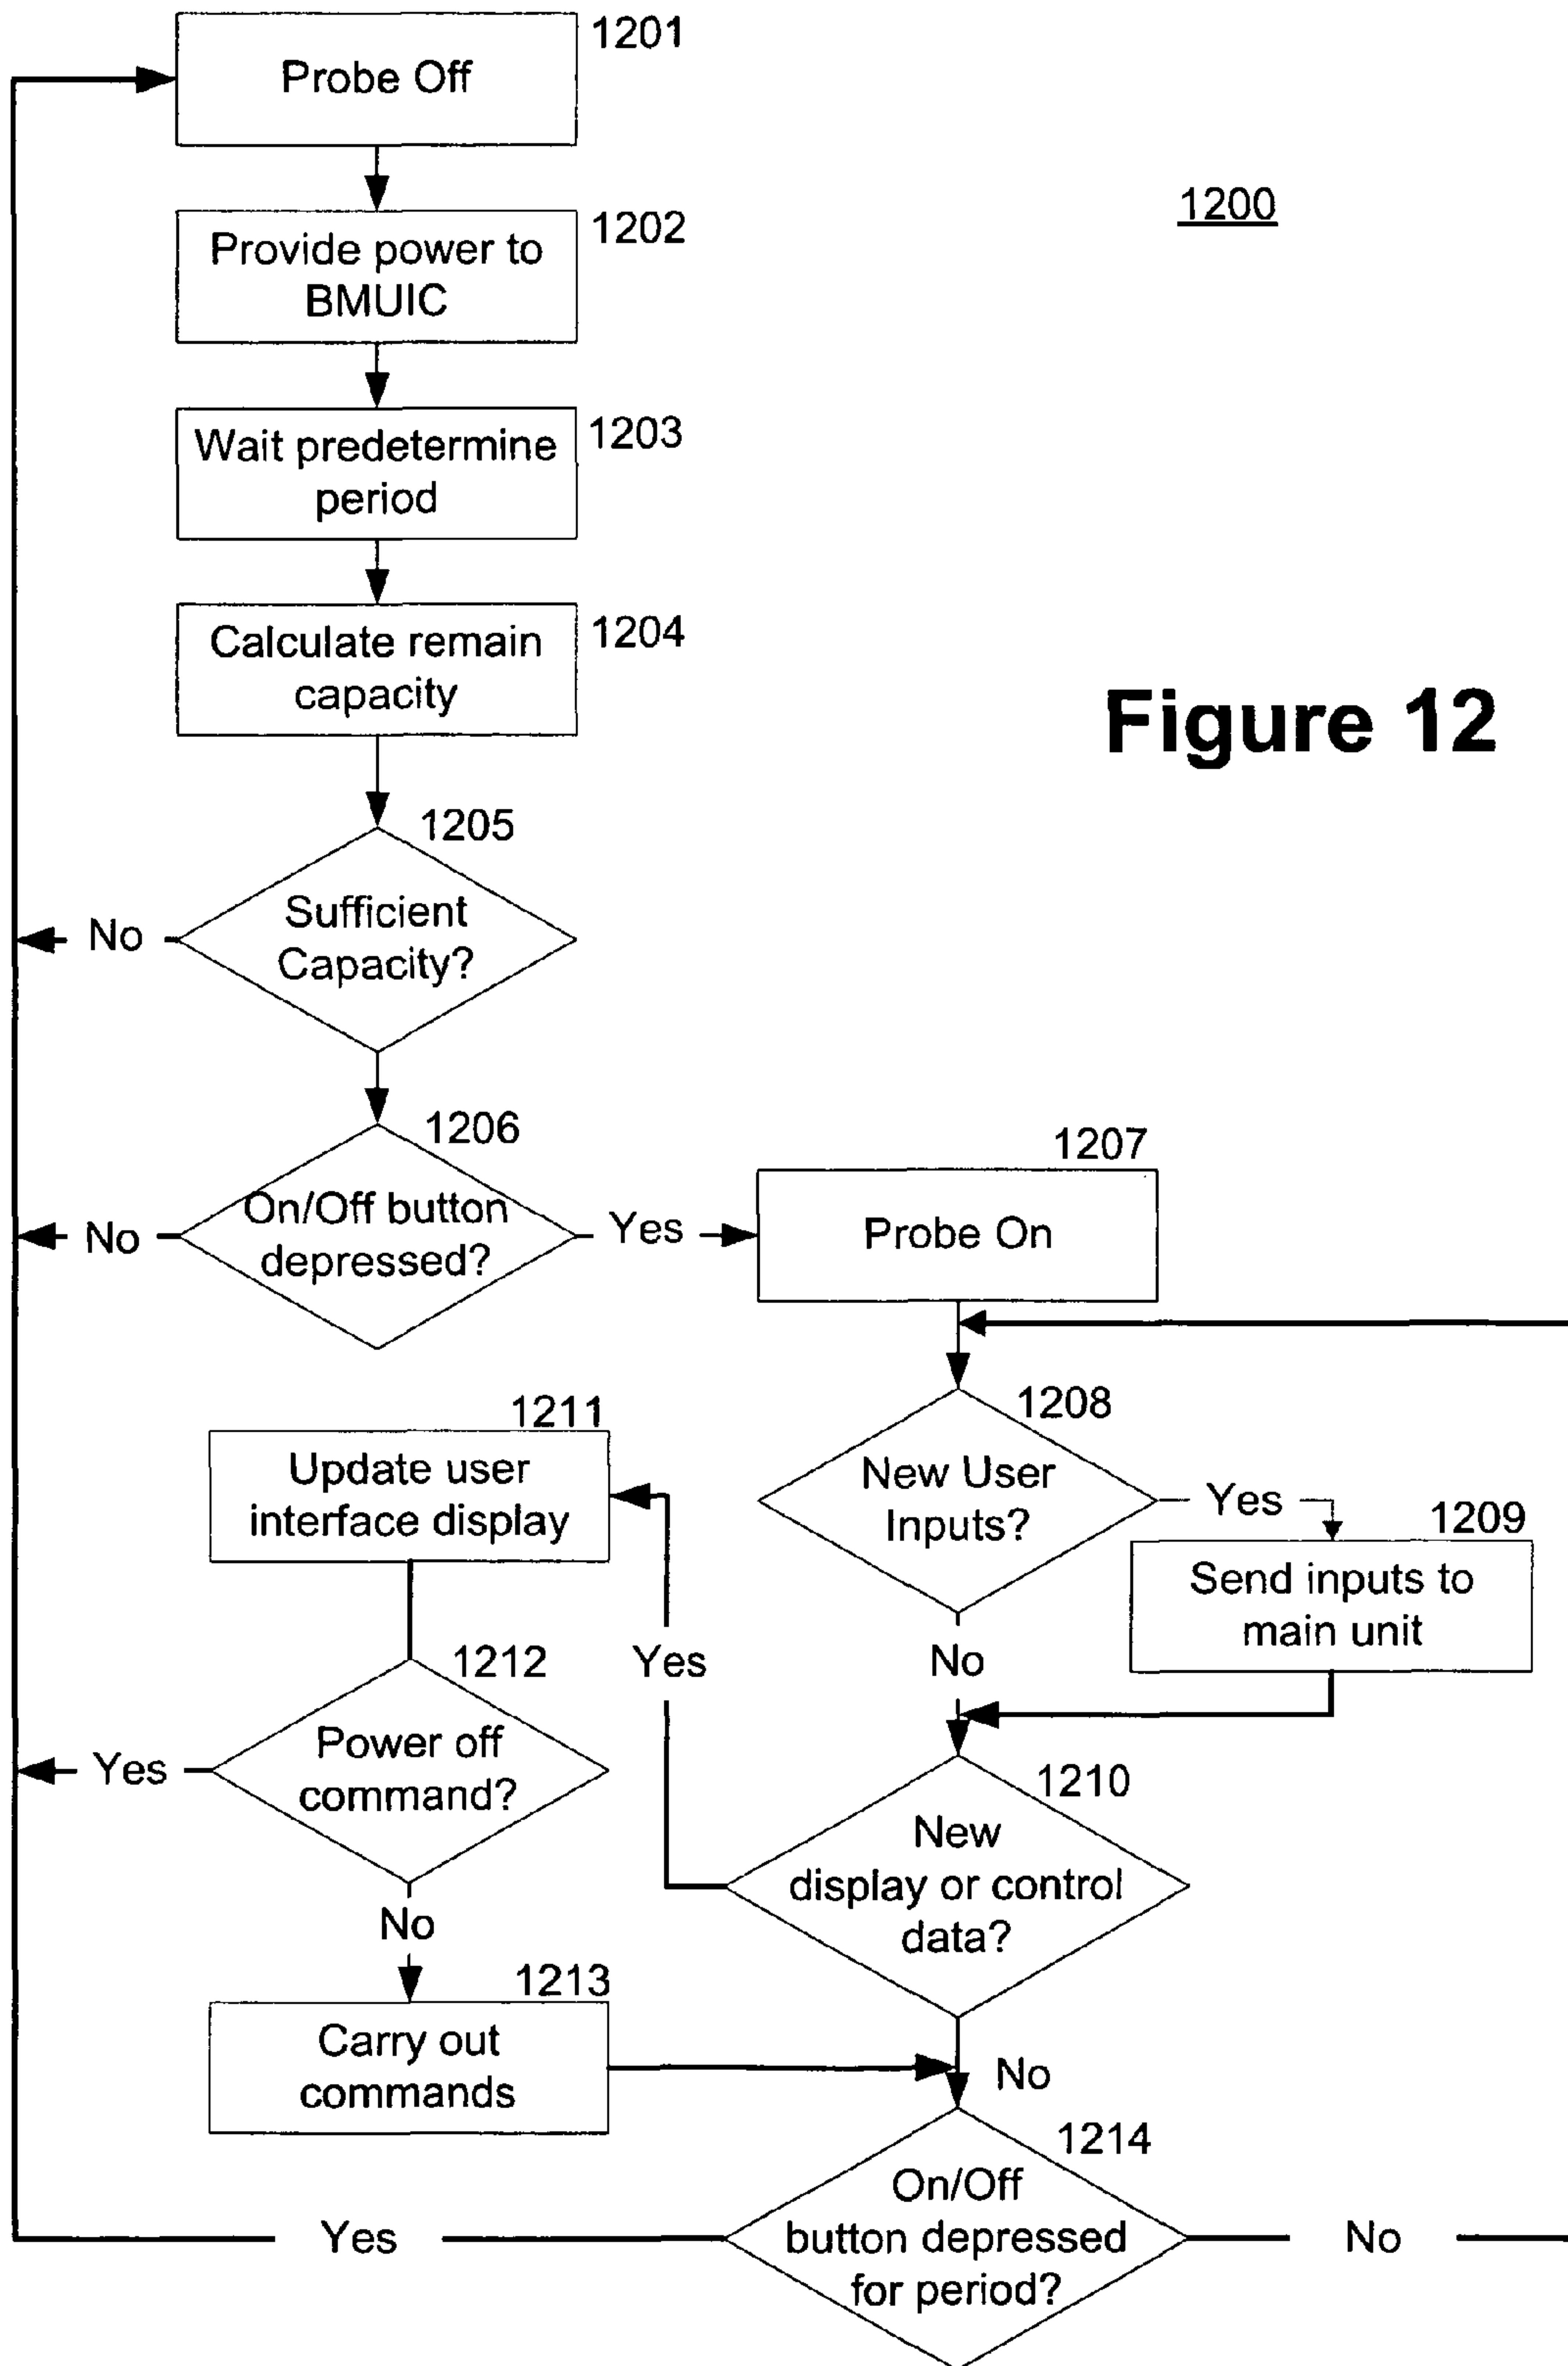 1201
Probe Off
1200
1202
Provide power to
BMUIC
1203
Wait predetermine
period
1204
Calculate remain
capacity
Figure 12
1205
Sufficient
Capacity?
No
1206
On/Off button
depressed?
No
Yes
1207
Probe On
1208
New User
Inputs?
Yes
1209
Send inputs to
main unit
No
1210
New
display or control
data?
Yes
1211
Update user
interface display
1212
Power off
command?
Yes
No
1213
Carry out
commands
No
1214
On/Off
button depressed
for period?
Yes
No